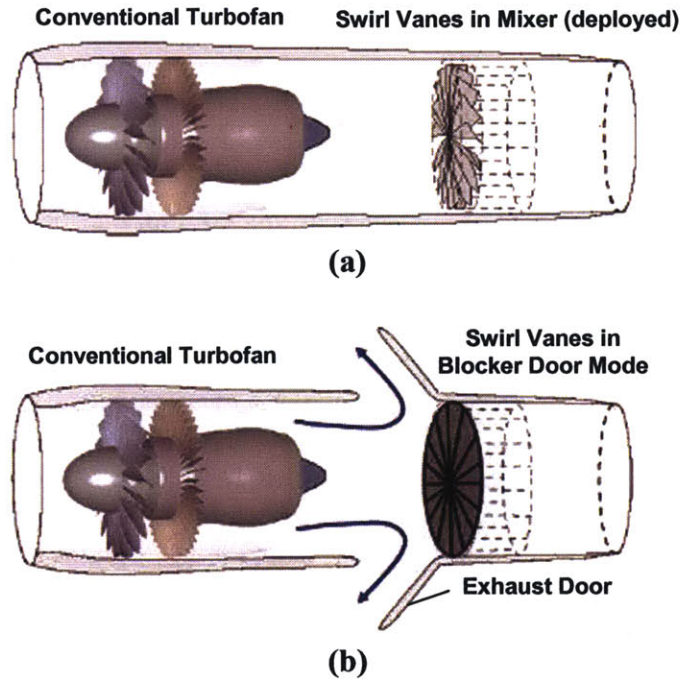 Conventional Turbofan
Swirl Vanes in Mixer (deployed)
(a)
Conventional Turbofan
Swirl Vanes in
Blocker Door Mode
Exhaust Door
(b)